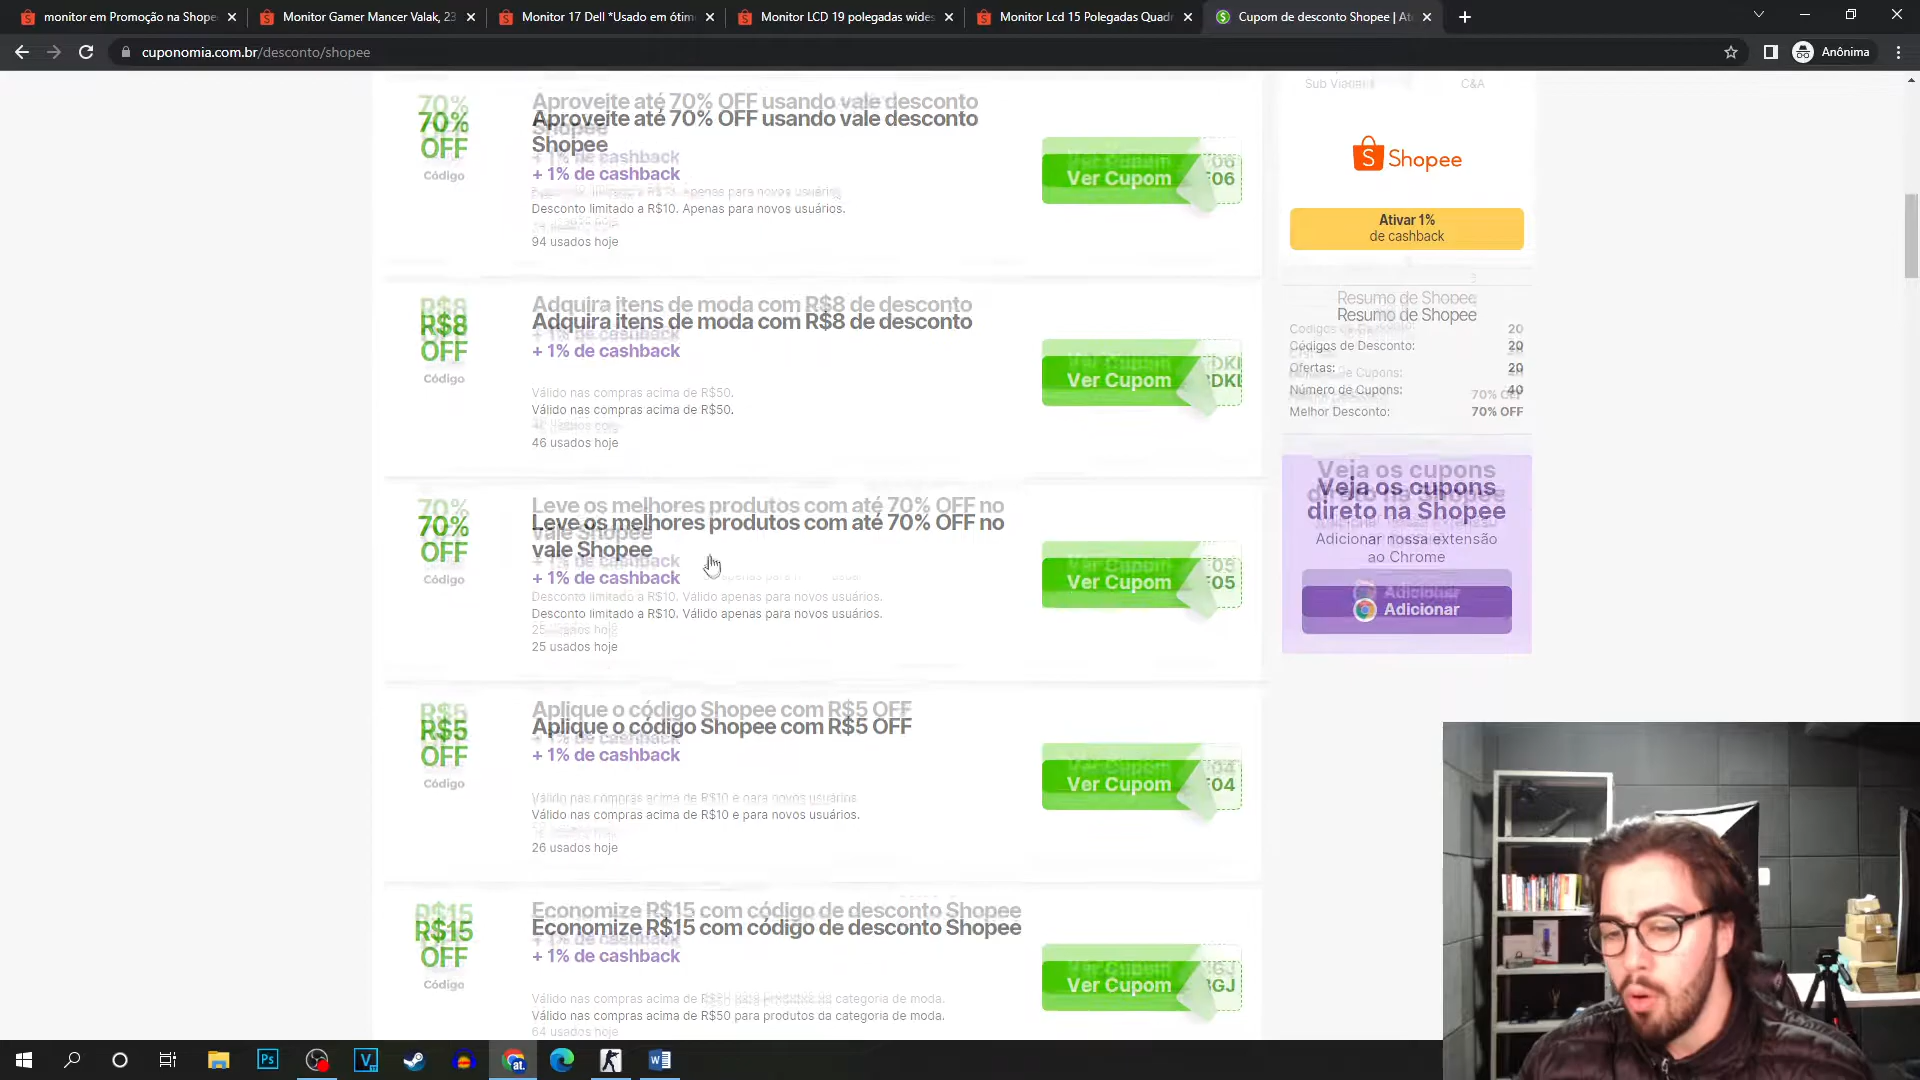 monitor em Promoção na Shope
Monitor Gamer Mancer Valak, 23
Monitor 17 Dell *Usado em ótim
Monitor LCD 19 polegadas wides
Monitor Lcd 15 Polegadas Quadr
Cupom de desconto Shopee | At
cuponomia.com.br/desconto/shopee
Anônima
70%
OFF
Código
Aproveite até 70% OFF usando vale desconto
Shopee
+ 1% de cashback
Desconto limitado a R$10. Apenas para novos usuários.
94 usados hoje
Ver Cupom
F06
R$8
OFF
Código
Adquira itens de moda com R$8 de desconto
+ 1% de cashback
Válido nas compras acima de R$50.
46 usados hoje
Ver Cupom
70%
OFF
Código
Leve os melhores produtos com até 70% OFF no
vale Shopee
+ 1% de cashback
Desconto limitado a R$10. Válido apenas para novos usuários.
25 usados hoje
Ver Cupom
F05
R$5
OFF
Código
Aplique o código Shopee com R$5 OFF
+ 1% de cashback
Válido nas compras acima de R$10 e para novos usuários.
26 usados hoje
Ver Cupom
F04
R$15
OFF
Código
Economize R$15 com código de desconto Shopee
+ 1% de cashback
Válido nas compras acima de R$50 para produtos da categoria de moda.
64 usados hoje
Ver Cupom
C&A
Shopee
Ativar 1%
de cashback
Resumo de Shopee
Códigos de Desconto: 20
Ofertas: 20
Número de Cupons: 40
Melhor Desconto: 70% OFF
Veja os cupons
direto na Shopee
Adicionar nossa extensão
ao Chrome
Adicionar
Ps